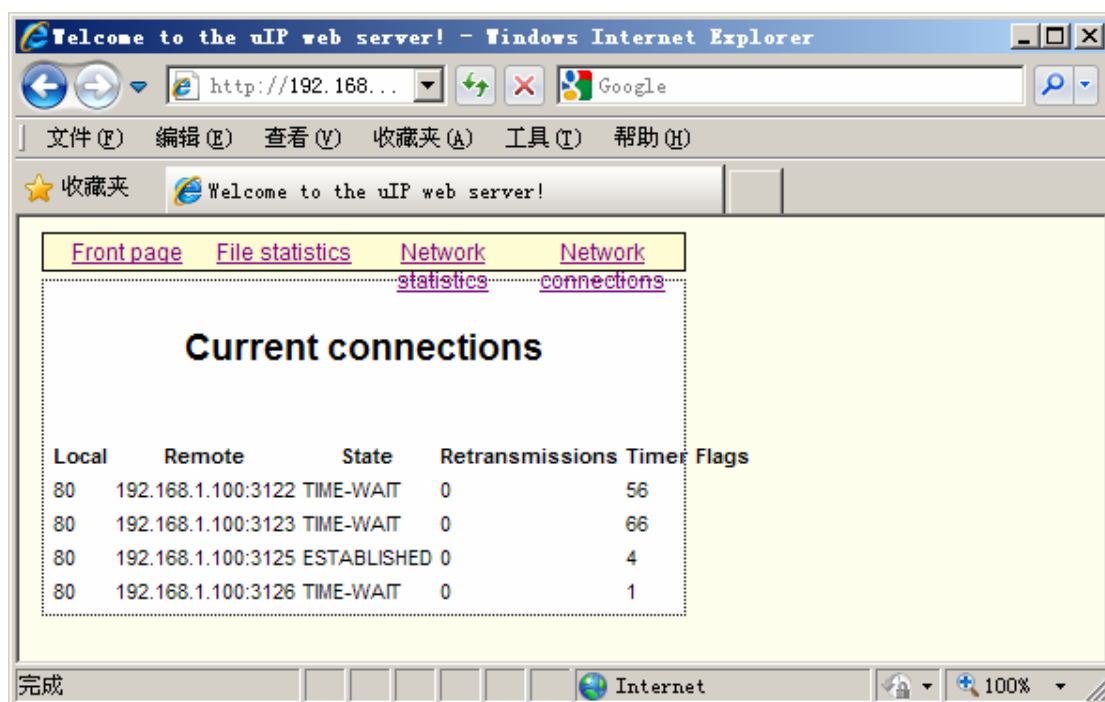 Welcome to the uIP web server! - Windows Internet Explorer
http://192.168... Google
文件(F) 编辑(E) 查看(V) 收藏夹(A) 工具(T) 帮助(H)
收藏夹 Welcome to the uIP web server!
Front page File statistics Network statistics Network connections
Current connections
Local Remote State Retransmissions Timer Flags
80 192.168.1.100:3122 TIME-WAIT 0 56
80 192.168.1.100:3123 TIME-WAIT 0 66
80 192.168.1.100:3125 ESTABLISHED 0 4
80 192.168.1.100:3126 TIME-WAIT 0 1
完成 Internet 100%